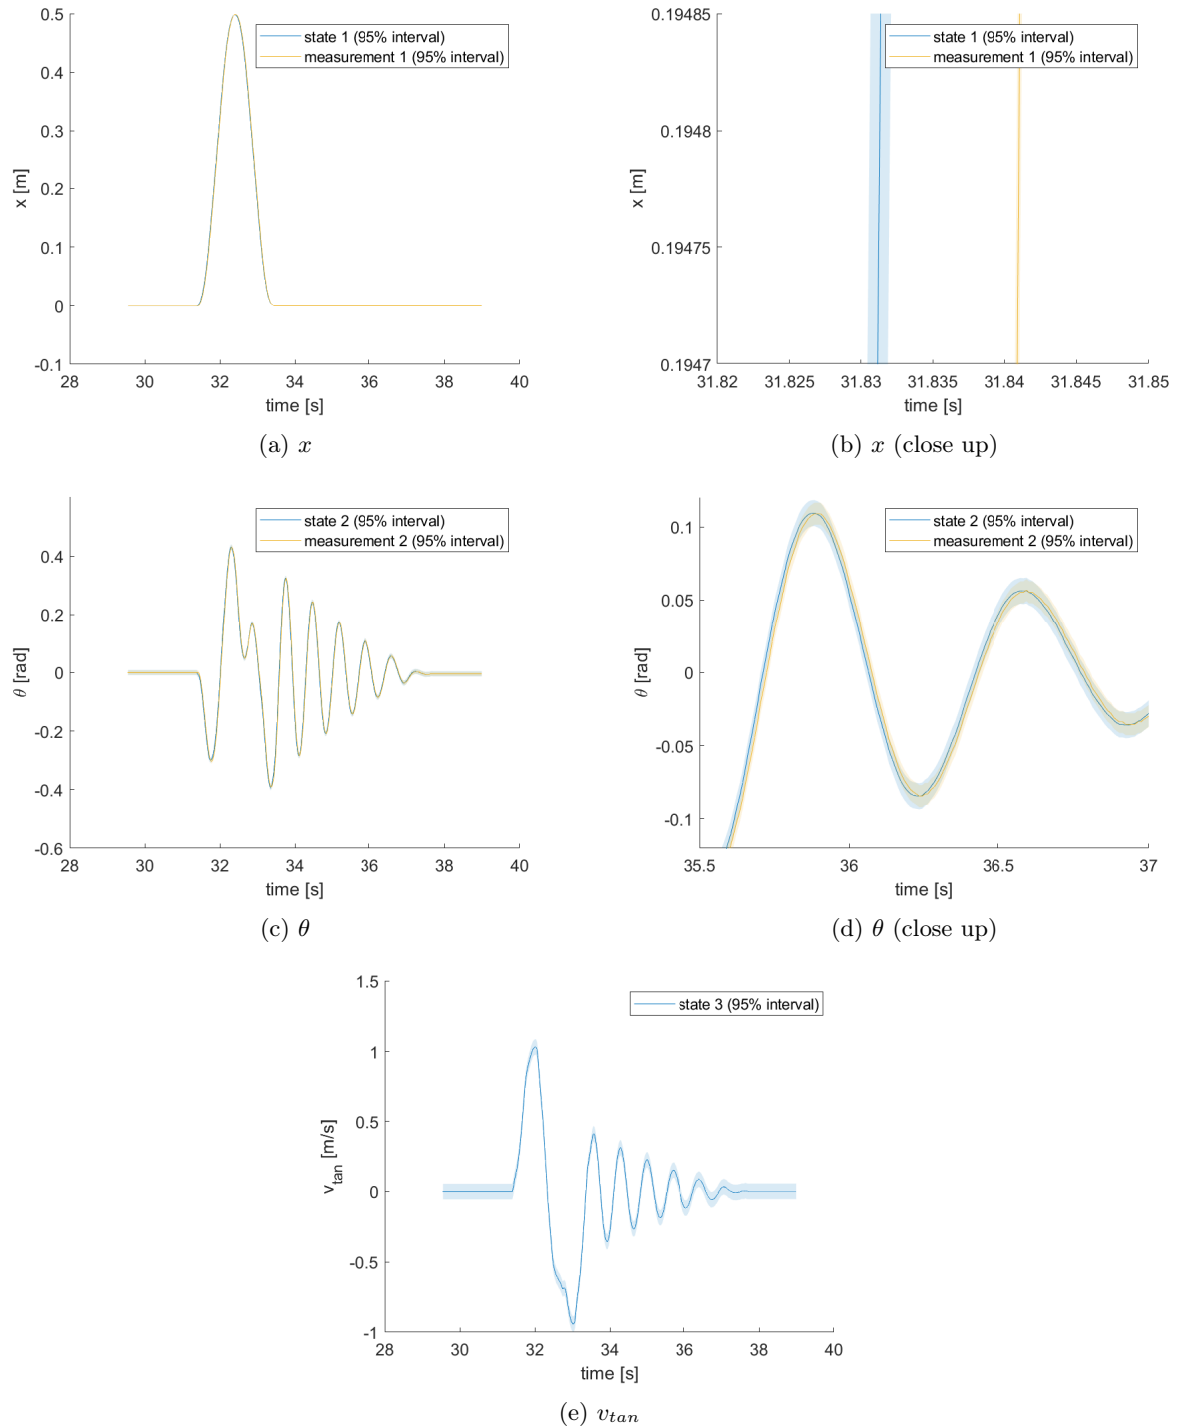 0.5
0.4
0.3
0.2
0.1
0
-0.1
x [m]
28 30 32 34 36 38 40
time [s]
state 1 (95% interval)
measurement 1 (95% interval)
(a) x
0.19485
0.1948
0.19475
0.1947
x [m]
31.82 31.825 31.83 31.835 31.84 31.845 31.85
time [s]
state 1 (95% interval)
measurement 1 (95% interval)
(b) x (close up)
0.4
0.2
0
-0.2
-0.4
-0.6
θ [rad]
28 30 32 34 36 38 40
time [s]
state 2 (95% interval)
measurement 2 (95% interval)
(c) θ
0.1
0.05
0
-0.05
-0.1
θ [rad]
35.5 36 36.5 37
time [s]
state 2 (95% interval)
measurement 2 (95% interval)
(d) θ (close up)
1.5
1
0.5
0
-0.5
-1
v_tan [m/s]
28 30 32 34 36 38 40
time [s]
state 3 (95% interval)
(e) v_tan